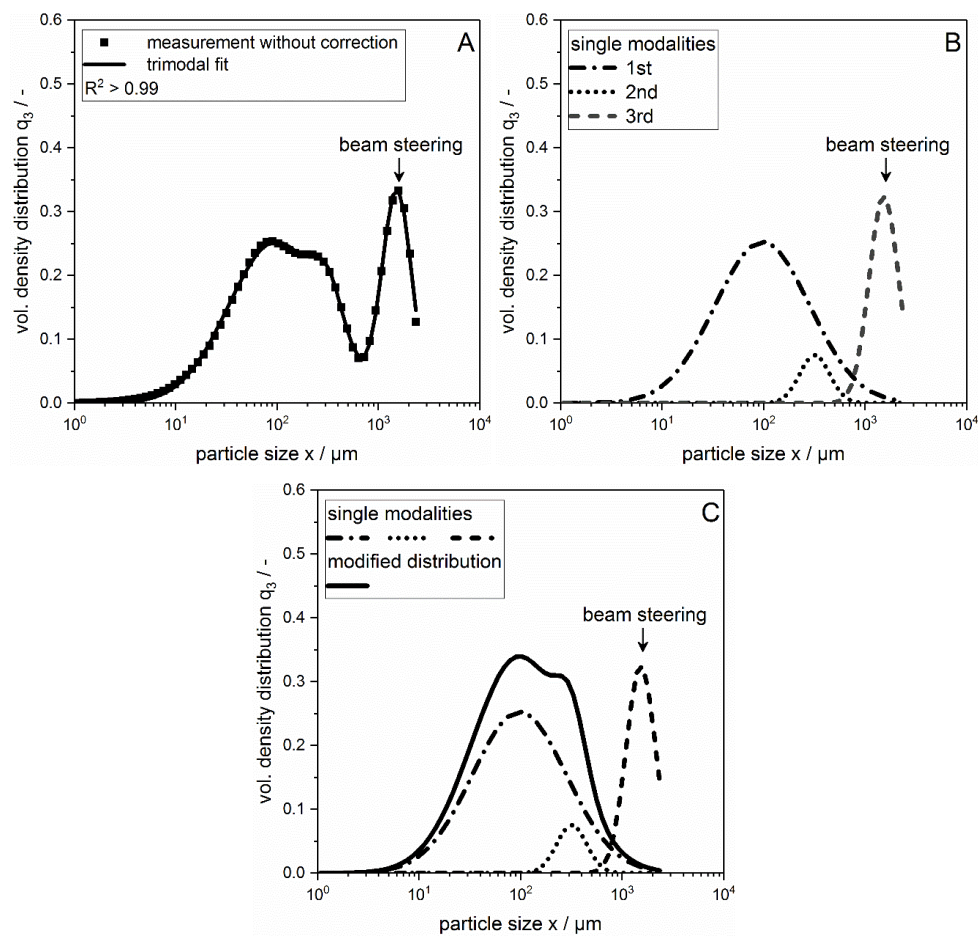 A
measurement without correction
trimodal fit
R² > 0.99
beam steering
vol. density distribution q₃ / -
0.6
0.5
0.4
0.3
0.2
0.1
0.0
10⁰ 10¹ 10² 10³ 10⁴
particle size x / µm
B
single modalities
1st
2nd
3rd
beam steering
vol. density distribution q₃ / -
0.6
0.5
0.4
0.3
0.2
0.1
0.0
10⁰ 10¹ 10² 10³ 10⁴
particle size x / µm
C
single modalities
modified distribution
beam steering
vol. density distribution q₃ / -
0.6
0.5
0.4
0.3
0.2
0.1
0.0
10⁰ 10¹ 10² 10³ 10⁴
particle size x / µm